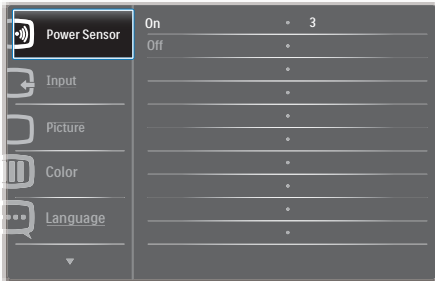 Power Sensor
On 3
Off
Input
Picture
Color
Language